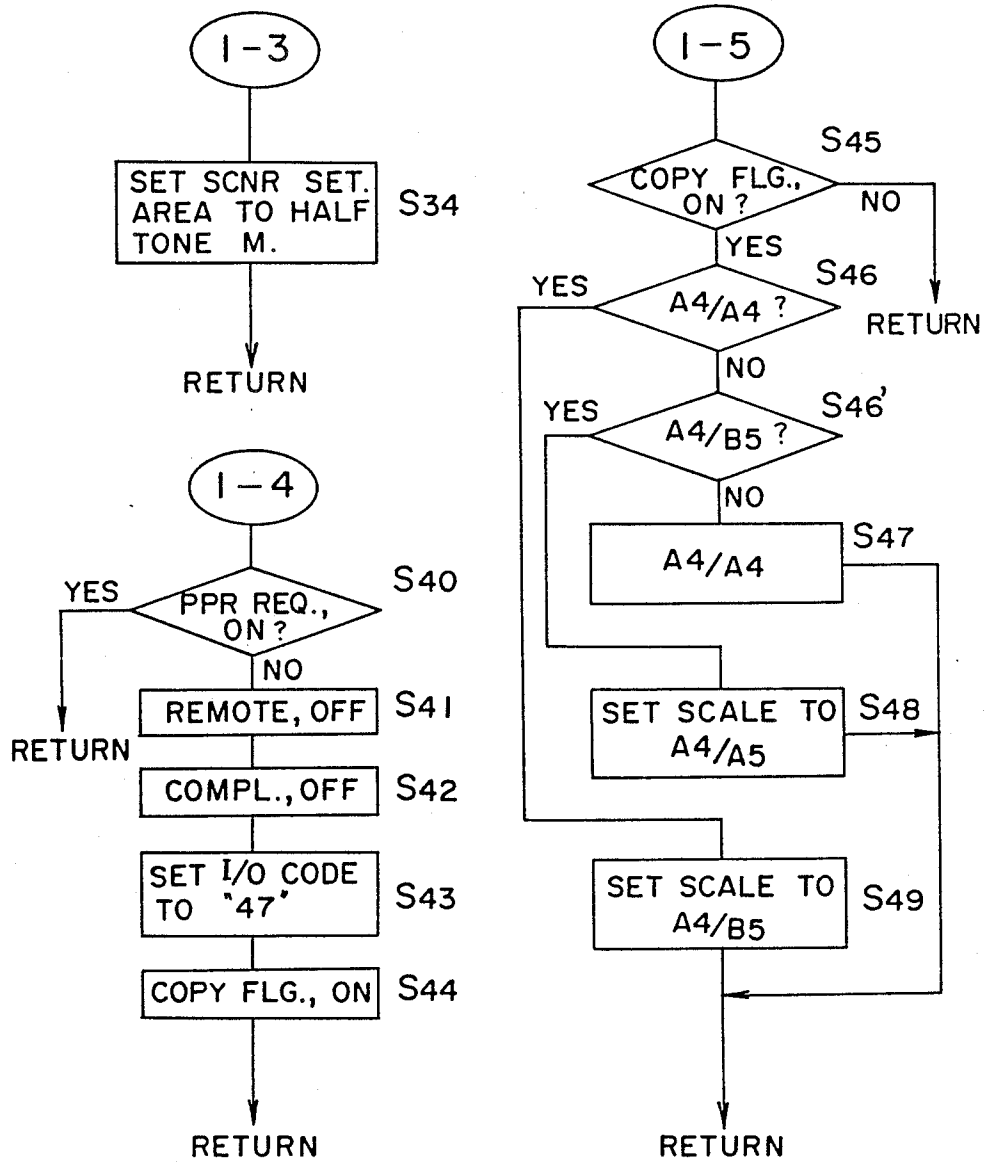 1-3
SET SCNR SET.
AREA TO HALF
TONE M.
S34
RETURN
1-4
S40
YES
PPR REQ.,
ON?
NO
RETURN
REMOTE, OFF
S41
COMPL., OFF
S42
SET I/O CODE
TO "47"
S43
COPY FLG., ON
S44
RETURN
1-5
S45
COPY FLG.,
ON?
NO
YES
RETURN
S46
YES
A4/A4 ?
NO
S46'
YES
A4/B5 ?
NO
S47
A4/A4
SET SCALE TO
A4/A5
S48
SET SCALE TO
A4/B5
S49
RETURN